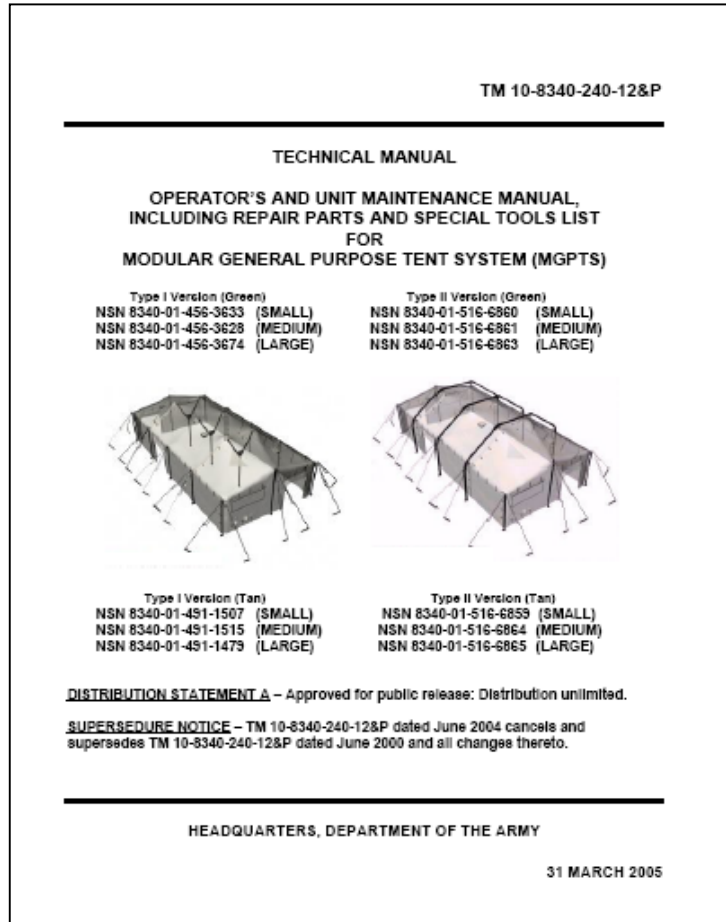 TM 10-8340-240-12&P
TECHNICAL MANUAL
OPERATOR'S AND UNIT MAINTENANCE MANUAL,
INCLUDING REPAIR PARTS AND SPECIAL TOOLS LIST
FOR
MODULAR GENERAL PURPOSE TENT SYSTEM (MGPTS)
Type I Version (Green)
NSN 8340-01-456-3633 (SMALL)
NSN 8340-01-456-3628 (MEDIUM)
NSN 8340-01-456-3674 (LARGE)
Type II Version (Green)
NSN 8340-01-516-6860 (SMALL)
NSN 8340-01-516-6861 (MEDIUM)
NSN 8340-01-516-6863 (LARGE)
Type I Version (Tan)
NSN 8340-01-491-1507 (SMALL)
NSN 8340-01-491-1515 (MEDIUM)
NSN 8340-01-491-1479 (LARGE)
Type II Version (Tan)
NSN 8340-01-516-6859 (SMALL)
NSN 8340-01-516-6864 (MEDIUM)
NSN 8340-01-516-6865 (LARGE)
DISTRIBUTION STATEMENT A – Approved for public release: Distribution unlimited.
SUPERSEDURE NOTICE – TM 10-8340-240-12&P dated June 2004 cancels and
supersedes TM 10-8340-240-12&P dated June 2000 and all changes thereto.
HEADQUARTERS, DEPARTMENT OF THE ARMY
31 MARCH 2005